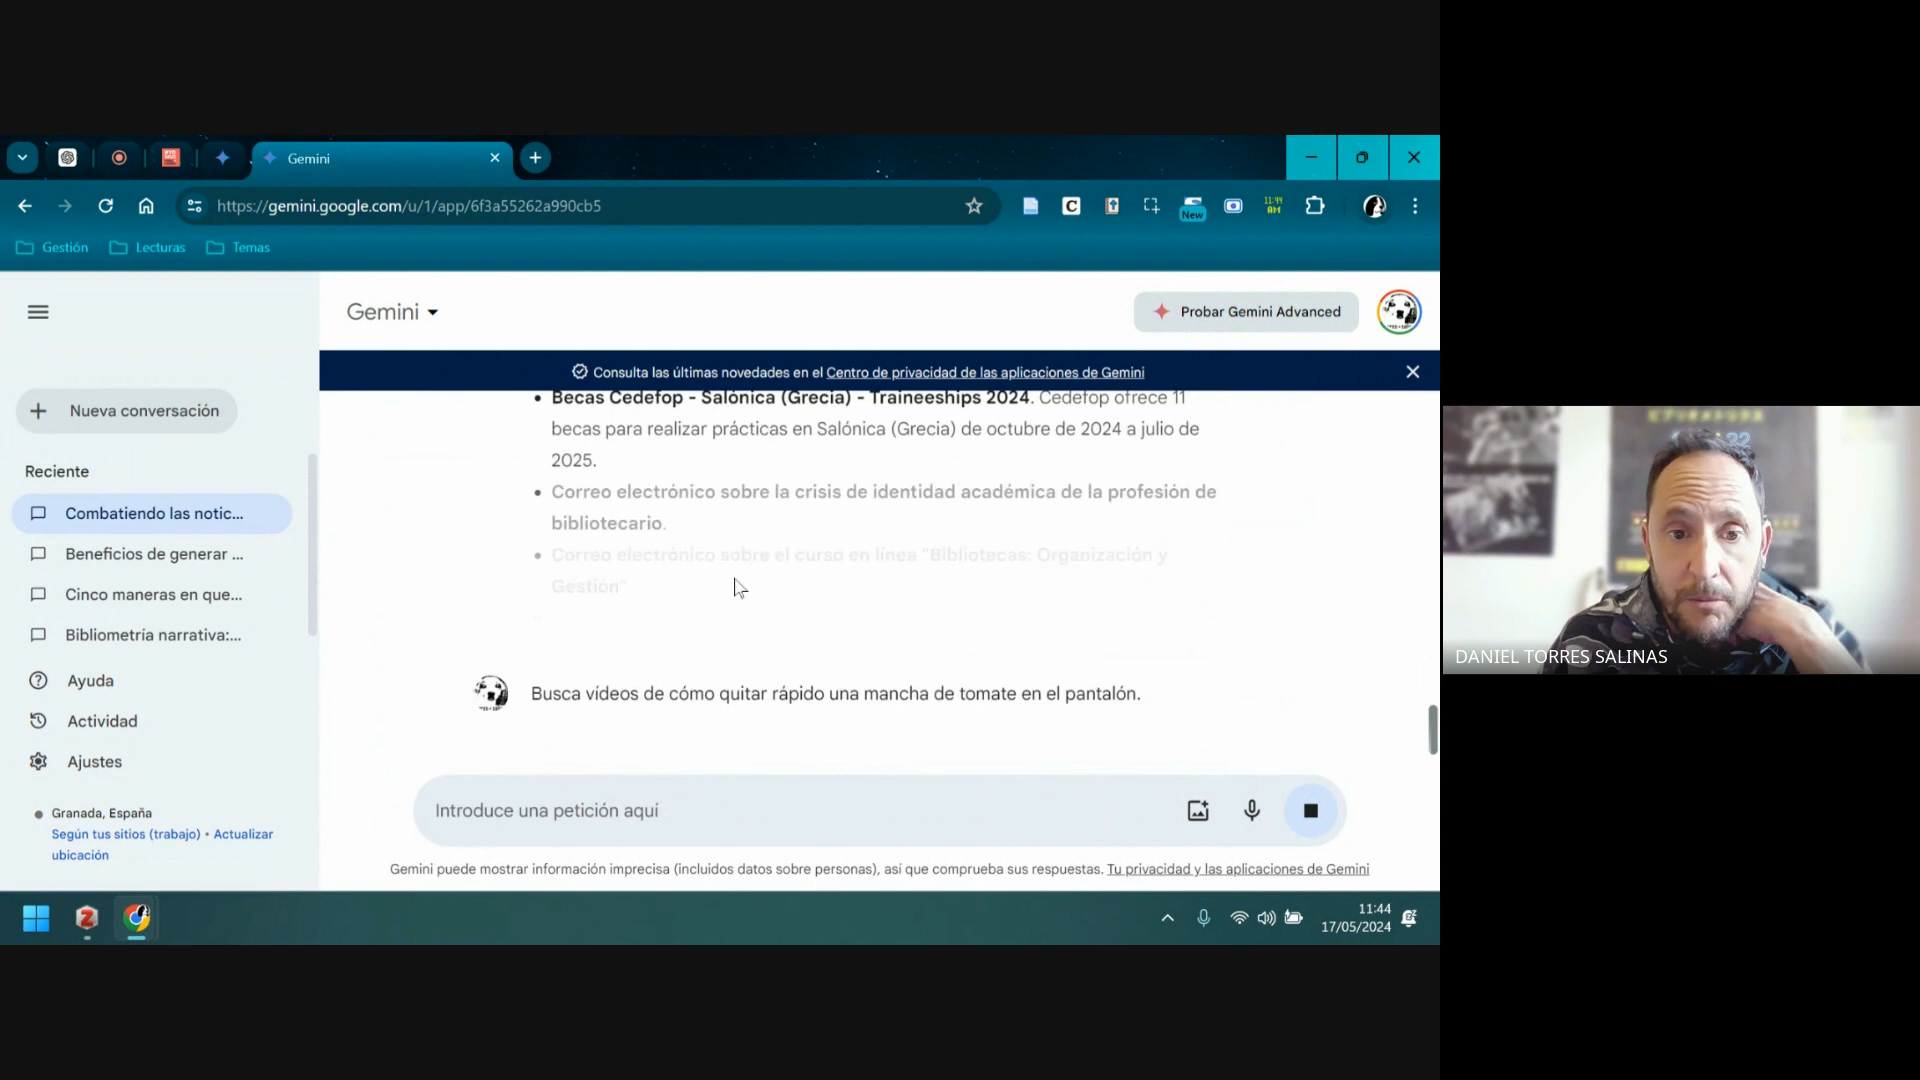 Gemini
https://gemini.google.com/u/1/app/6f3a55262a990cb5
C
New
11:44
AM
Gestión
Lecturas
Temas
Gemini
Probar Gemini Advanced
Consulta las últimas novedades en el Centro de privacidad de las aplicaciones de Gemini
Nueva conversación
Reciente
Combatiendo las notic...
Beneficios de generar ...
Cinco maneras en que...
Bibliometría narrativa:...
Ayuda
Actividad
Ajustes
Granada, España
Según tus sitios (trabajo) • Actualizar
ubicación
• Becas Cedefop - Salónica (Grecia) - Traineeships 2024. Cedefop ofrece 11
becas para realizar prácticas en Salónica (Grecia) de octubre de 2024 a julio de
2025.
• Correo electrónico sobre la crisis de identidad académica de la profesión de
bibliotecario.
• Correo electrónico sobre el curso en línea "Bibliotecas: Organización y
Gestión"
Busca vídeos de cómo quitar rápido una mancha de tomate en el pantalón.
Introduce una petición aquí
Gemini puede mostrar información imprecisa (incluidos datos sobre personas), así que comprueba sus respuestas. Tu privacidad y las aplicaciones de Gemini
Z
11:44
17/05/2024
DANIEL TORRES SALINAS